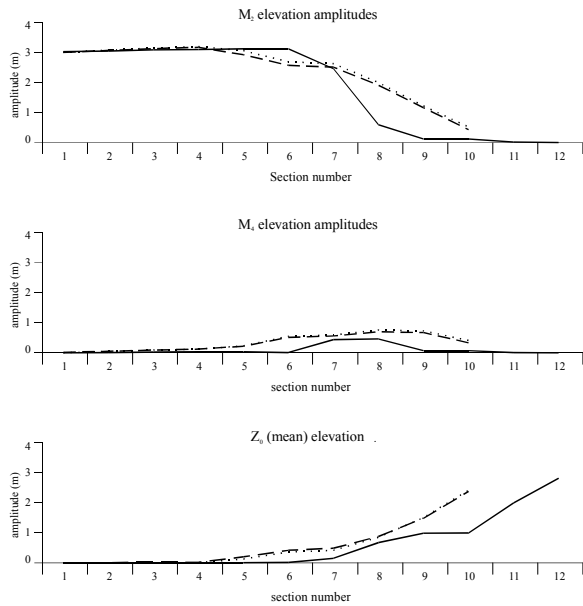 M₂ elevation amplitudes
amplitude (m)
4
3
2
1
0
1 2 3 4 5 6 7 8 9 10 11 12
Section number
M₄ elevation amplitudes
amplitude (m)
4
3
2
1
0
1 2 3 4 5 6 7 8 9 10 11 12
section number
Z₀ (mean) elevation .
amplitude (m)
4
3
2
1
0
1 2 3 4 5 6 7 8 9 10 11 12
section number